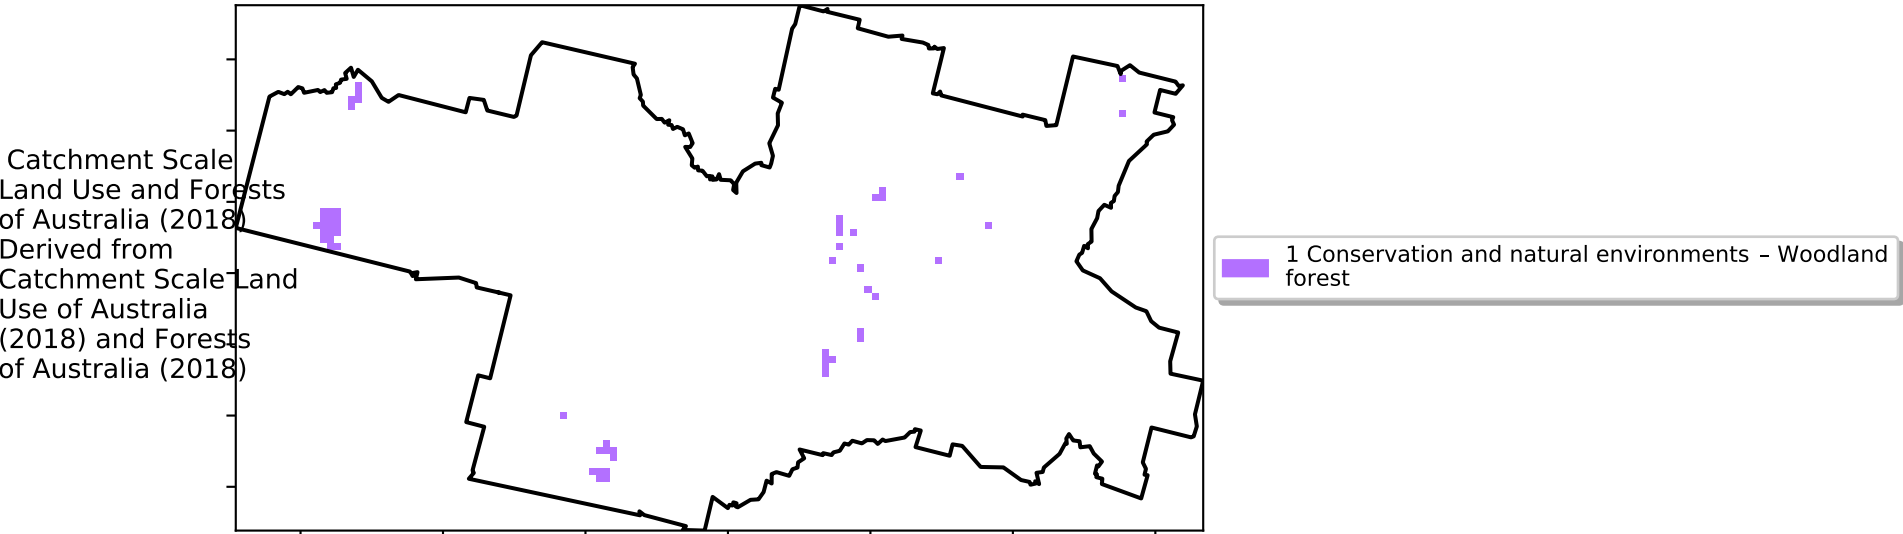 Catchment Scale
Land Use and Forests
of Australia (2018)
Derived from
Catchment Scale Land
Use of Australia
(2018) and Forests
of Australia (2018)
1 Conservation and natural environments – Woodland
forest